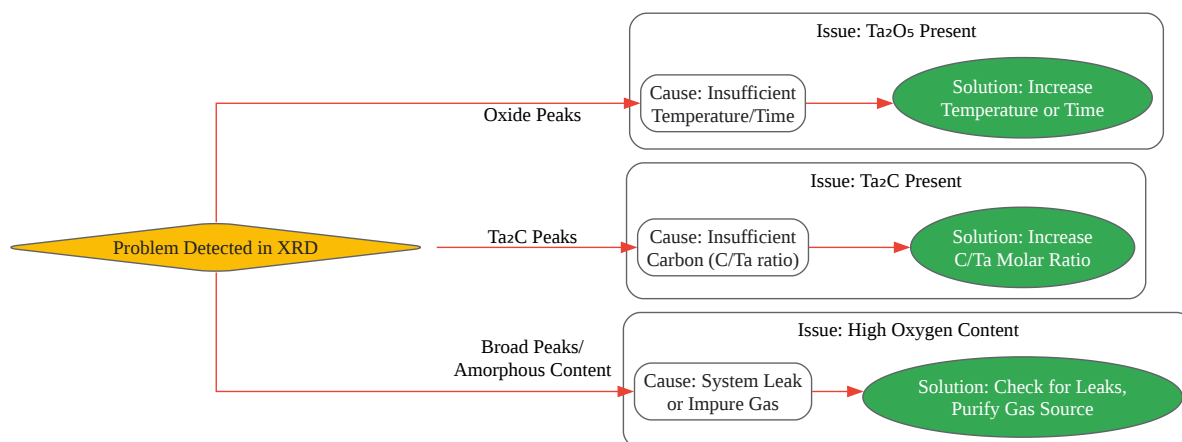 Problem Detected in XRD
Oxide Peaks
Issue: Ta₂O₅ Present
Cause: Insufficient
Temperature/Time
Solution: Increase
Temperature or Time
Ta₂C Peaks
Issue: Ta₂C Present
Cause: Insufficient
Carbon (C/Ta ratio)
Solution: Increase
C/Ta Molar Ratio
Broad Peaks/
Amorphous Content
Issue: High Oxygen Content
Cause: System Leak
or Impure Gas
Solution: Check for Leaks,
Purify Gas Source